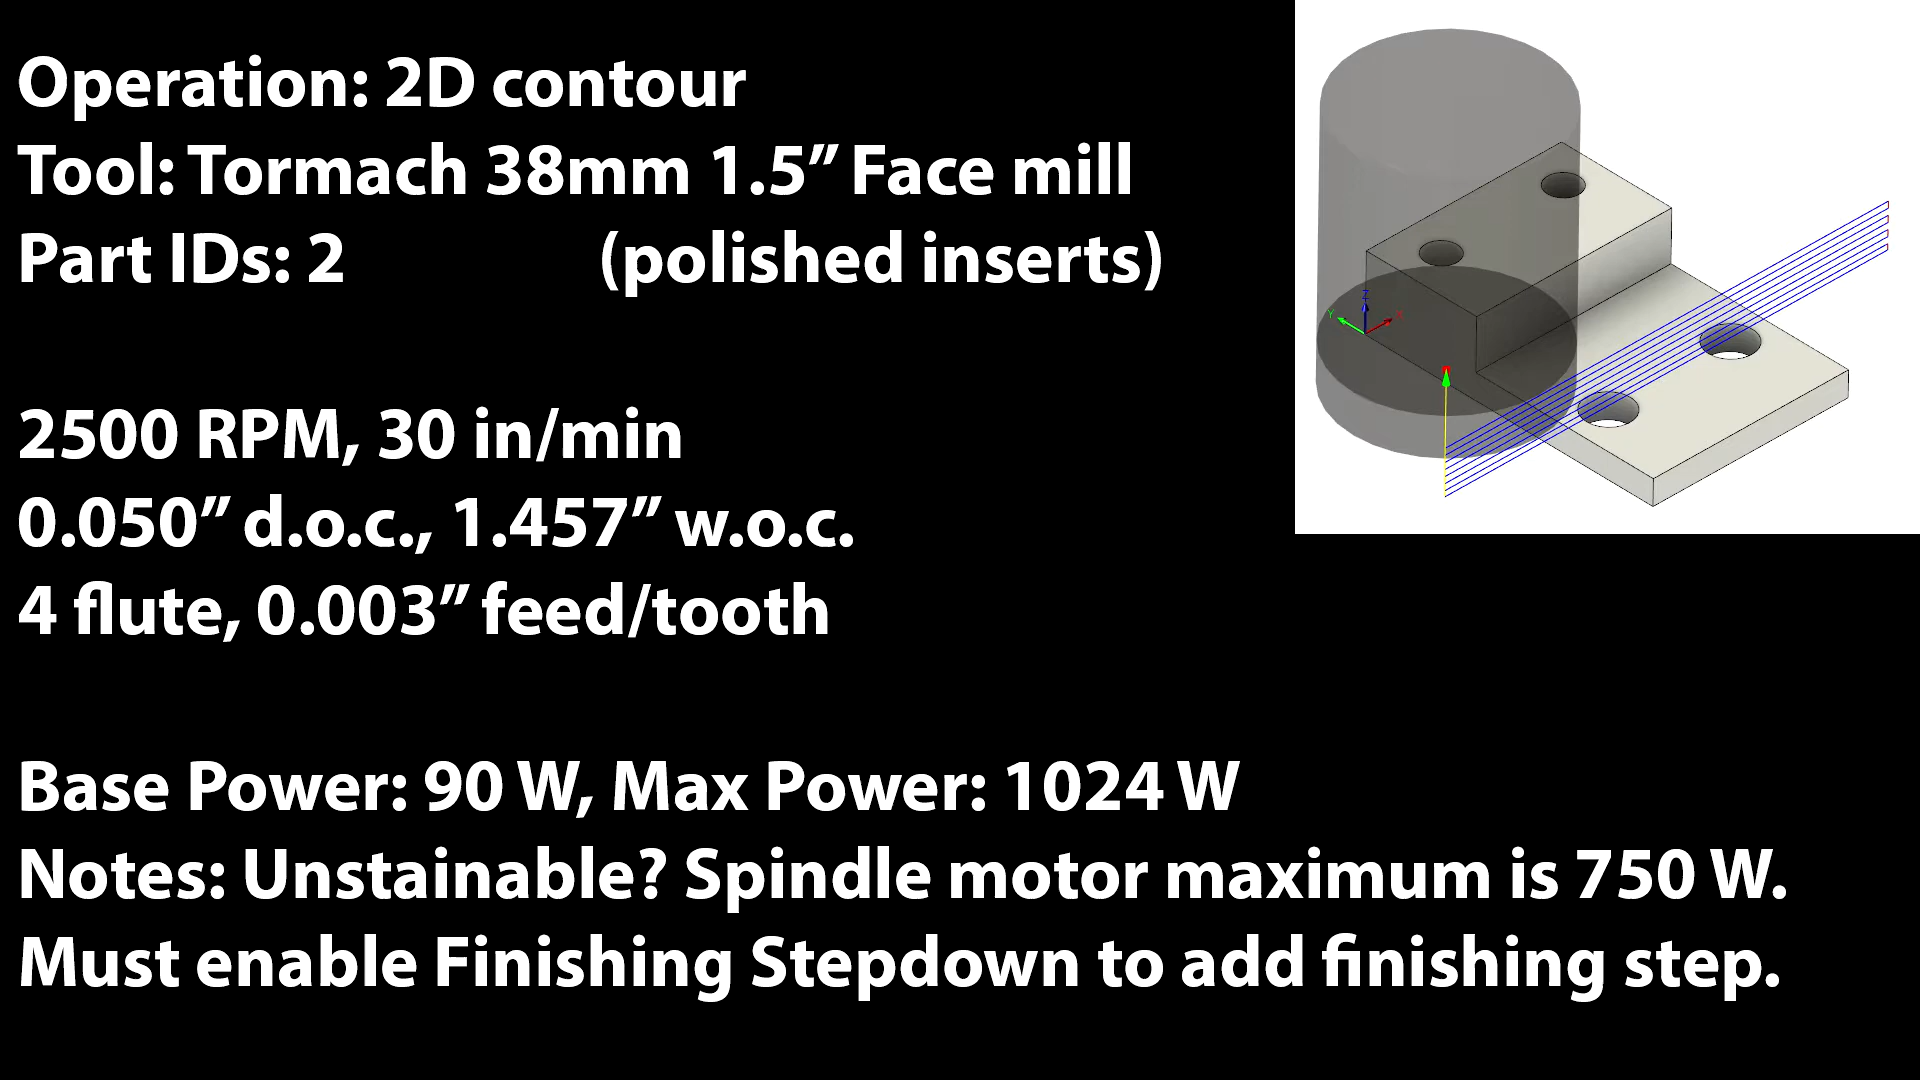 Operation: 2D contour
Tool: Tormach 38mm 1.5” Face mill
Part IDs: 2 (polished inserts)
2500 RPM, 30 in/min
0.050” d.o.c., 1.457” w.o.c.
4 flute, 0.003” feed/tooth
Base Power: 90 W, Max Power: 1024 W
Notes: Unstainable? Spindle motor maximum is 750 W.
Must enable Finishing Stepdown to add finishing step.
Z
Y X